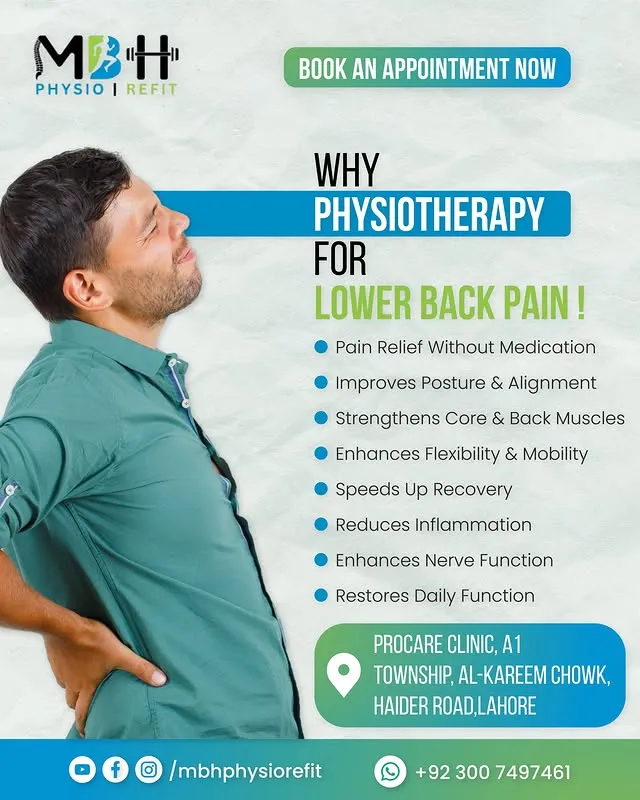 MBH
PHYSIO | REFIT
BOOK AN APPOINTMENT NOW
WHY
PHYSIOTHERAPY
FOR
LOWER BACK PAIN !
Pain Relief Without Medication
Improves Posture & Alignment
Strengthens Core & Back Muscles
Enhances Flexibility & Mobility
Speeds Up Recovery
Reduces Inflammation
Enhances Nerve Function
Restores Daily Function
PROCARE CLINIC, A1
TOWNSHIP, AL-KAREEM CHOWK,
HAIDER ROAD,LAHORE
/mbhphysiorefit
+92 300 7497461